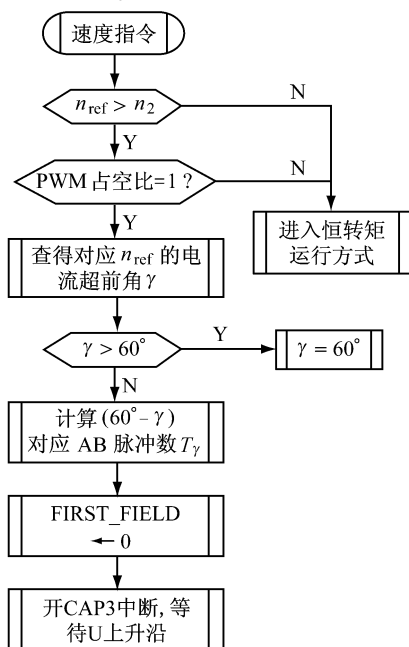 速度指令
n_ref > n_2
N
Y
PWM 占空比=1？
N
Y
进入恒转矩
运行方式
查得对应 n_ref 的电
流超前角 γ
γ > 60°
Y
γ = 60°
N
计算 (60°-γ)
对应 AB 脉冲数 T_γ
FIRST_FIELD
← 0
开CAP3中断, 等
待U上升沿